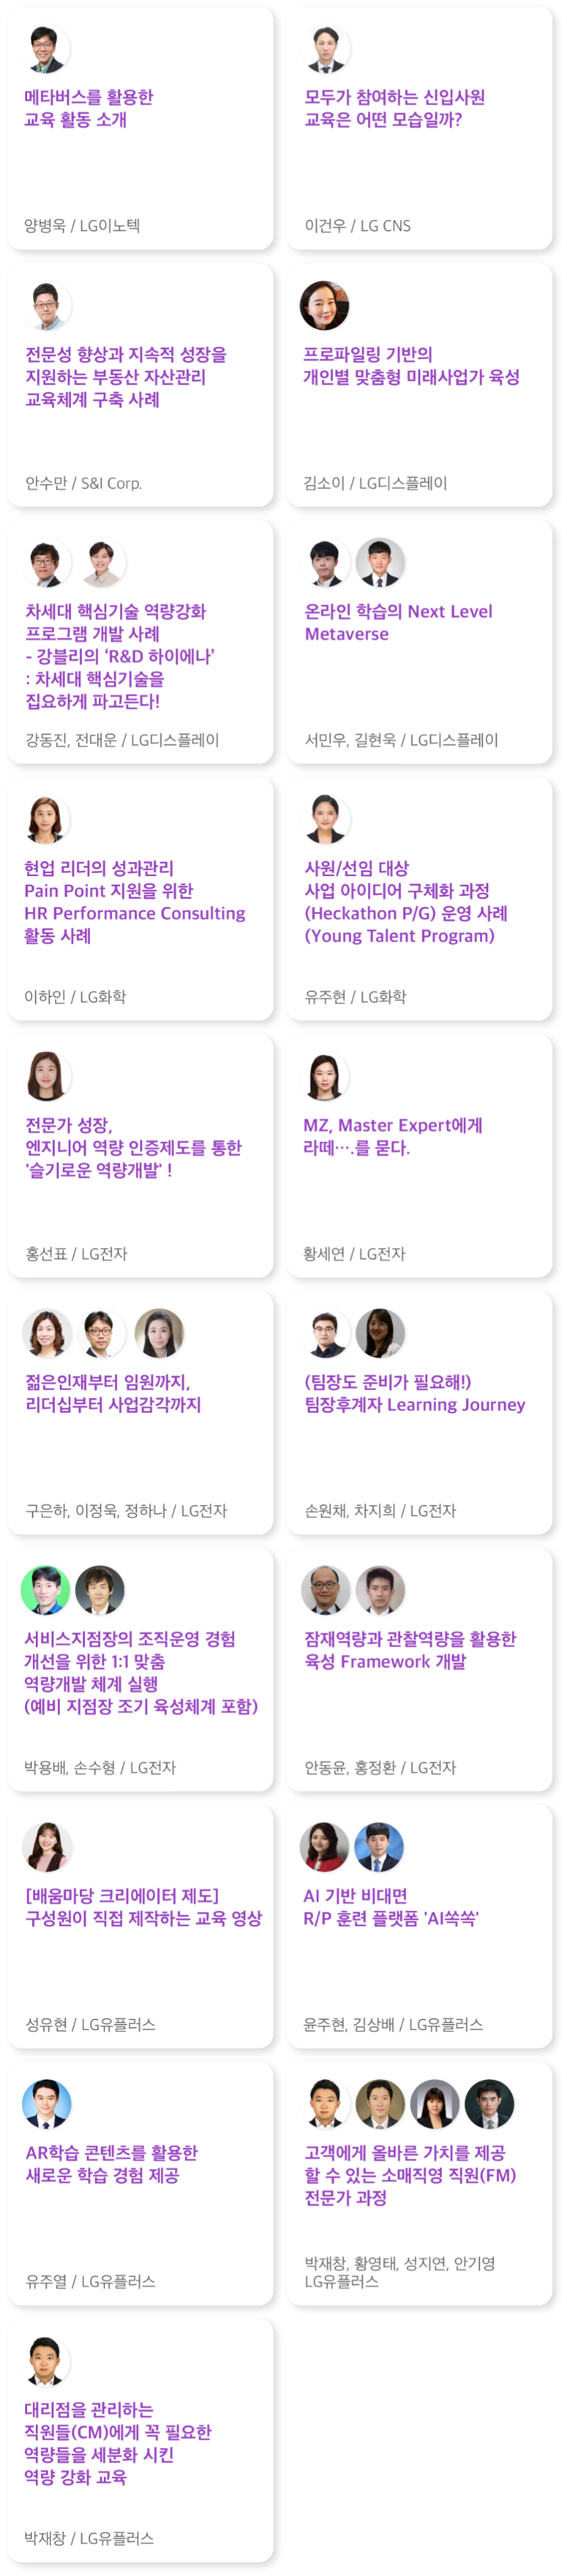 메타버스를 활용한
교육 활동 소개
양병욱 / LG이노텍
모두가 참여하는 신입사원
교육은 어떤 모습일까?
이건우 / LG CNS
전문성 향상과 지속적 성장을
지원하는 부동산 자산관리
교육체계 구축 사례
안수만 / S&I Corp.
프로파일링 기반의
개인별 맞춤형 미래사업가 육성
김소이 / LG디스플레이
차세대 핵심기술 역량강화
프로그램 개발 사례
- 강블리의 ‘R&D 하이에나’
: 차세대 핵심기술을
집요하게 파고든다!
강동진, 전대운 / LG디스플레이
온라인 학습의 Next Level
Metaverse
서민우, 길현욱 / LG디스플레이
현업 리더의 성과관리
Pain Point 지원을 위한
HR Performance Consulting
활동 사례
이하인 / LG화학
사원/선임 대상
사업 아이디어 구체화 과정
(Heckathon P/G) 운영 사례
(Young Talent Program)
유주현 / LG화학
전문가 성장,
엔지니어 역량 인증제도를 통한
'슬기로운 역량개발' !
홍선표 / LG전자
MZ, Master Expert에게
라떼….를 묻다.
황세연 / LG전자
젊은인재부터 임원까지,
리더십부터 사업감각까지
구은하, 이정욱, 정하나 / LG전자
(팀장도 준비가 필요해!)
팀장후계자 Learning Journey
손원채, 차지희 / LG전자
서비스지점장의 조직운영 경험
개선을 위한 1:1 맞춤
역량개발 체계 실행
(예비 지점장 조기 육성체계 포함)
박용배, 손수형 / LG전자
잠재역량과 관찰역량을 활용한
육성 Framework 개발
안동윤, 홍정환 / LG전자
[배움마당 크리에이터 제도]
구성원이 직접 제작하는 교육 영상
성유현 / LG유플러스
AI 기반 비대면
R/P 훈련 플랫폼 'AI쏙쏙'
윤주현, 김상배 / LG유플러스
AR학습 콘텐츠를 활용한
새로운 학습 경험 제공
유주열 / LG유플러스
고객에게 올바른 가치를 제공
할 수 있는 소매직영 직원(FM)
전문가 과정
박재창, 황영태, 성지연, 안기영
LG유플러스
대리점을 관리하는
직원들(CM)에게 꼭 필요한
역량들을 세분화 시킨
역량 강화 교육
박재창 / LG유플러스